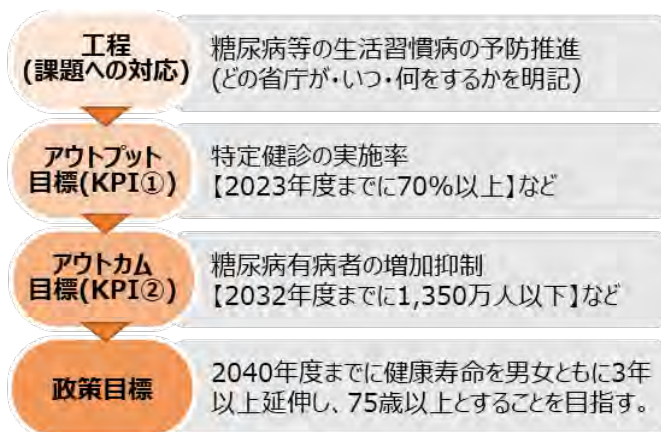 工程
(課題への対応)
糖尿病等の生活習慣病の予防推進
(どの省庁が・いつ・何をするかを明記)
アウトプット
目標(KPI①)
特定健診の実施率
【2023年度までに70%以上】など
アウトカム
目標(KPI②)
糖尿病有病者の増加抑制
【2032年度までに1,350万人以下】など
政策目標
2040年度までに健康寿命を男女ともに3年
以上延伸し、75歳以上とすることを目指す。